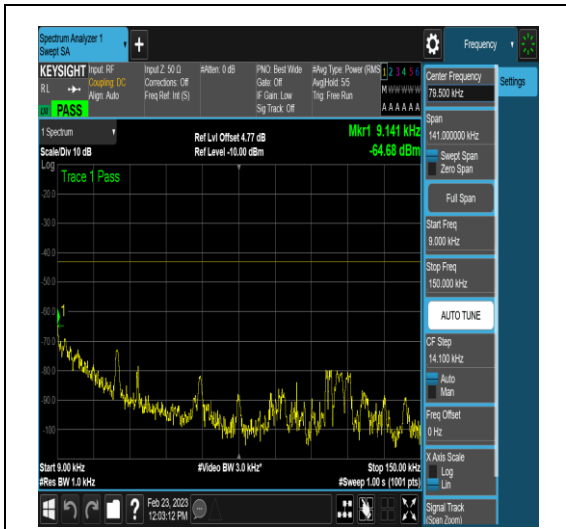 Spectrum Analyzer 1
Swept SA
Frequency
KEYSIGHT
RL
PASS
Input: RF
Coupling: DC
Align: Auto
Input Z: 50 Ω
Corrections: Off
Freq Ref: Int (S)
#Atten: 0 dB
PNO: Best Wide
Gate: Off
IF Gain: Low
Sig Track: Off
#Avg Type: Power (RMS
Avg|Hold: 5/5
Trig: Free Run
1 2 3 4 5 6
M W W W W W
A A A A A A
Center Frequency
79.500 kHz
Settings
Span
141.000000 kHz
Swept Span
Zero Span
Full Span
Start Freq
9.000 kHz
Stop Freq
150.000 kHz
AUTO TUNE
CF Step
14.100 kHz
Auto
Man
Freq Offset
0 Hz
X Axis Scale
Log
Lin
Signal Track
(Span Zoom)
1 Spectrum
Scale/Div 10 dB
Ref Lvl Offset 4.77 dB
Ref Level -10.00 dBm
Mkr1 9.141 kHz
-64.68 dBm
Log
Trace 1 Pass
-20.0
-30.0
-40.0
-50.0
-60.0
1
-70.0
-80.0
-90.0
-100
Start 9.00 kHz
#Res BW 1.0 kHz
#Video BW 3.0 kHz*
Stop 150.00 kHz
#Sweep 1.00 s (1001 pts)
?
Feb 23, 2023
12:03:12 PM